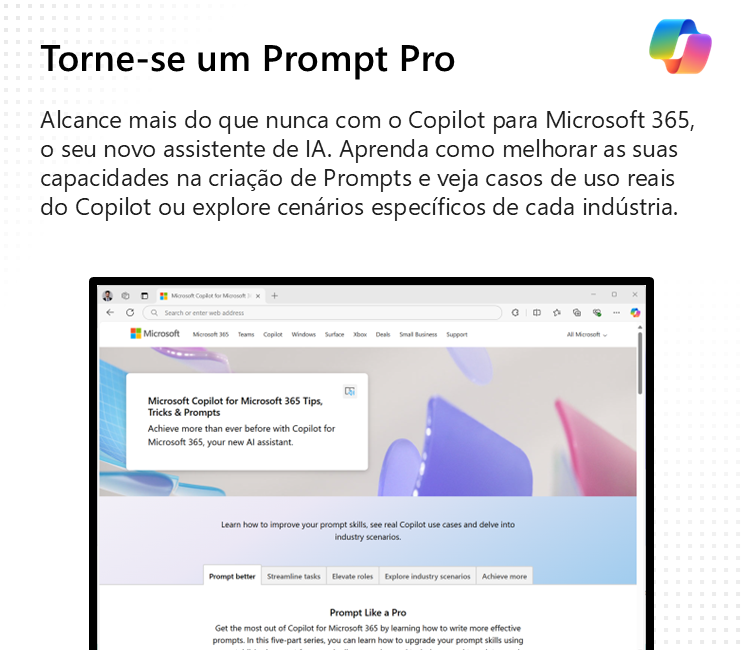 Torne-se um Prompt Pro
Alcance mais do que nunca com o Copilot para Microsoft 365,
o seu novo assistente de IA. Aprenda como melhorar as suas
capacidades na criação de Prompts e veja casos de uso reais
do Copilot ou explore cenários específicos de cada indústria.
Microsoft Copilot for Microsoft
Search or enter web address
Microsoft Microsoft 365 Teams Copilot Windows Surface Xbox Deals Small Business Support All Microsoft
Microsoft Copilot for Microsoft 365 Tips,
Tricks & Prompts
Achieve more than ever before with Copilot for
Microsoft 365, your new AI assistant.
Learn how to improve your prompt skills, see real Copilot use cases and delve into
industry scenarios.
Prompt better Streamline tasks Elevate roles Explore industry scenarios Achieve more
Prompt Like a Pro
Get the most out of Copilot for Microsoft 365 by learning how to write more effective
prompts. In this five-part series, you can learn how to upgrade your prompt skills using